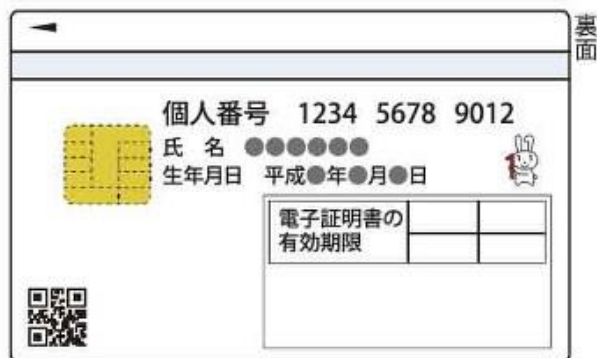 裏面
個人番号 1234 5678 9012
氏 名 ●●●●●●
生年月日 平成●年●月●日
1
電子証明書の
有効期限